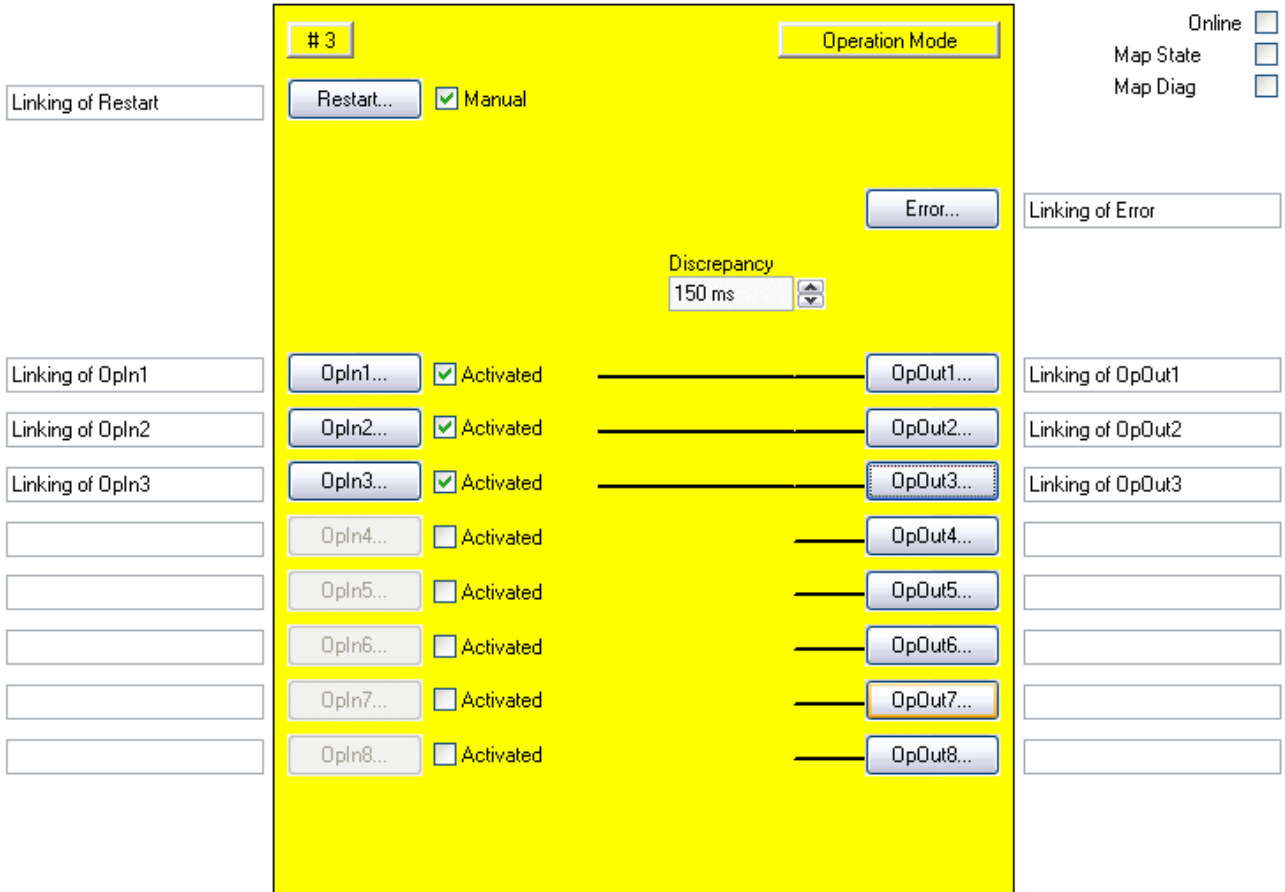 # 3 Operation Mode Online
Map State
Map Diag
Linking of Restart Restart... Manual
Error... Linking of Error
Discrepancy
150 ms
Linking of OpIn1 OpIn1... Activated OpOut1... Linking of OpOut1
Linking of OpIn2 OpIn2... Activated OpOut2... Linking of OpOut2
Linking of OpIn3 OpIn3... Activated OpOut3... Linking of OpOut3
OpIn4... Activated OpOut4...
OpIn5... Activated OpOut5...
OpIn6... Activated OpOut6...
OpIn7... Activated OpOut7...
OpIn8... Activated OpOut8...